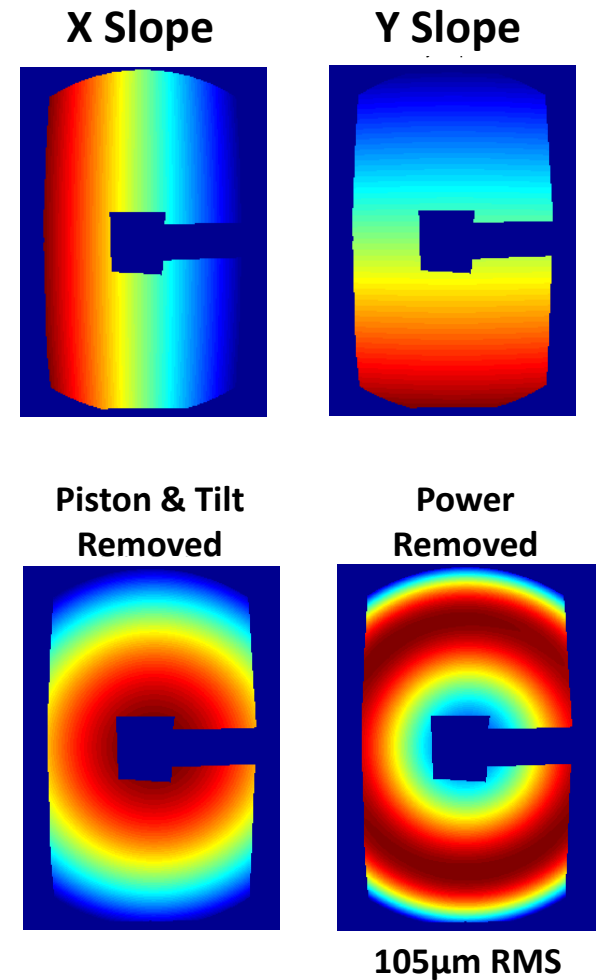 X Slope
Y Slope
Piston & Tilt
Removed
Power
Removed
105µm RMS